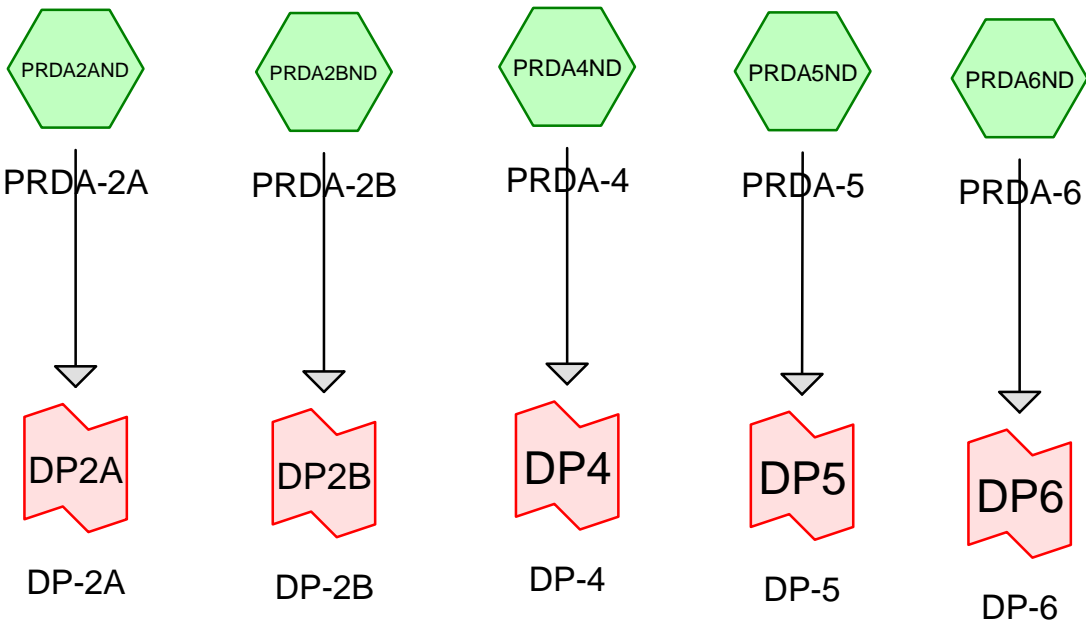 PRDA2AND
PRDA2BND
PRDA4ND
PRDA5ND
PRDA6ND
PRDA-2A
PRDA-2B
PRDA-4
PRDA-5
PRDA-6
DP2A
DP2B
DP4
DP5
DP6
DP-2A
DP-2B
DP-4
DP-5
DP-6